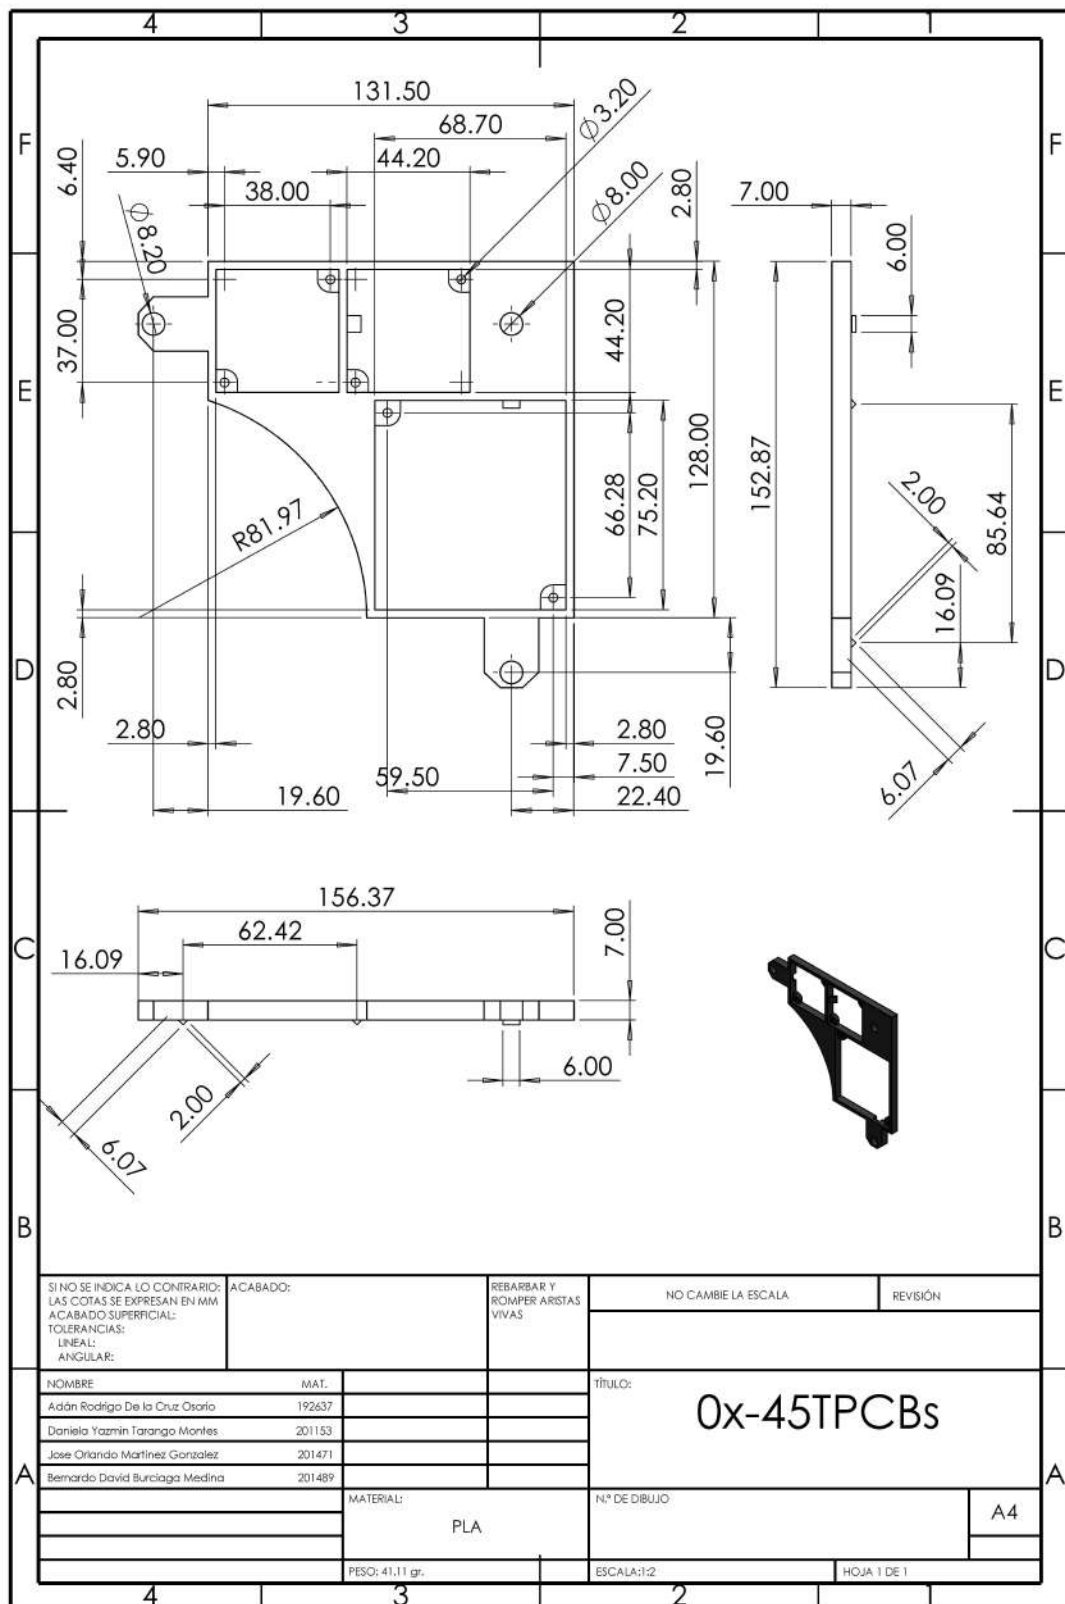 4 3 2 1
F F
E E
D D
C C
B B
A A
131.50
68.70
Ø3.20
5.90
44.20
6.40
38.00
Ø8.00
2.80
7.00
Ø8.20
6.00
37.00
44.20
128.00
152.87
66.28
75.20
2.00
85.64
R81.97
16.09
2.80
2.80
2.80
19.60
7.50
59.50
6.07
19.60
22.40
156.37
62.42
7.00
16.09
6.00
2.00
6.07
SI NO SE INDICA LO CONTRARIO:
LAS COTAS SE EXPRESAN EN MM
ACABADO SUPERFICIAL:
TOLERANCIAS:
LINEAL:
ANGULAR:
ACABADO:
REBARBAR Y
ROMPER ARISTAS
VIVAS
NO CAMBIE LA ESCALA
REVISIÓN
NOMBRE MAT.
Adán Rodrigo De la Cruz Osorio 192637
Daniela Yazmin Tarango Montes 201153
Jose Orlando Martínez Gonzalez 201471
Bernardo David Burciaga Medina 201489
TÍTULO:
0x-45TPCBs
MATERIAL:
PLA
N.º DE DIBUJO
A4
PESO: 41.11 gr.
ESCALA:1:2
HOJA 1 DE 1
4 3 2 1